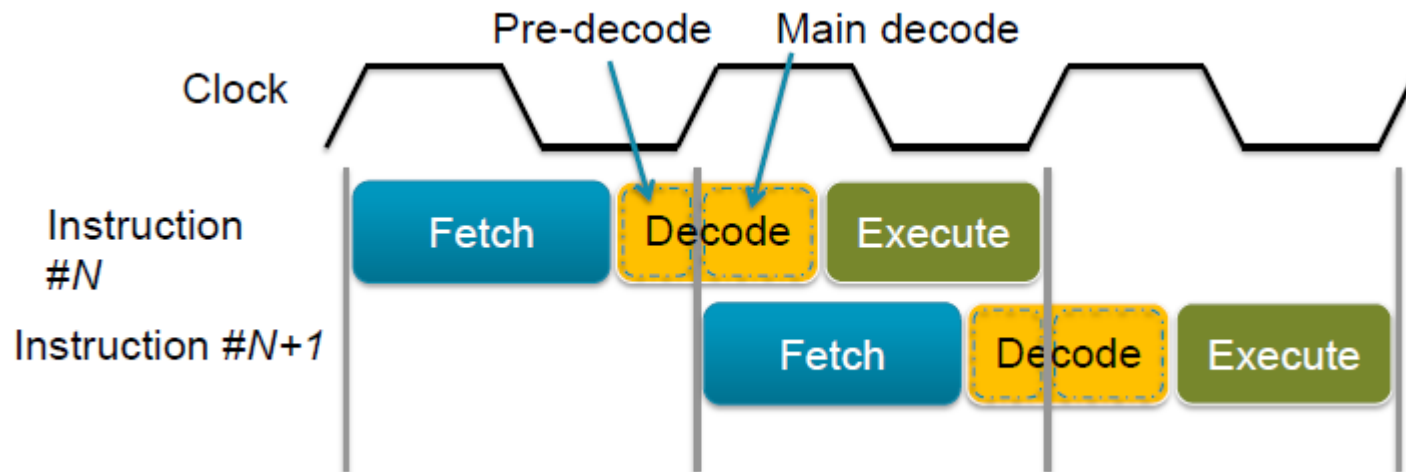 Pre-decode Main decode
Clock
Instruction
#N
Fetch
Decode
Execute
Instruction #N+1
Fetch
Decode
Execute